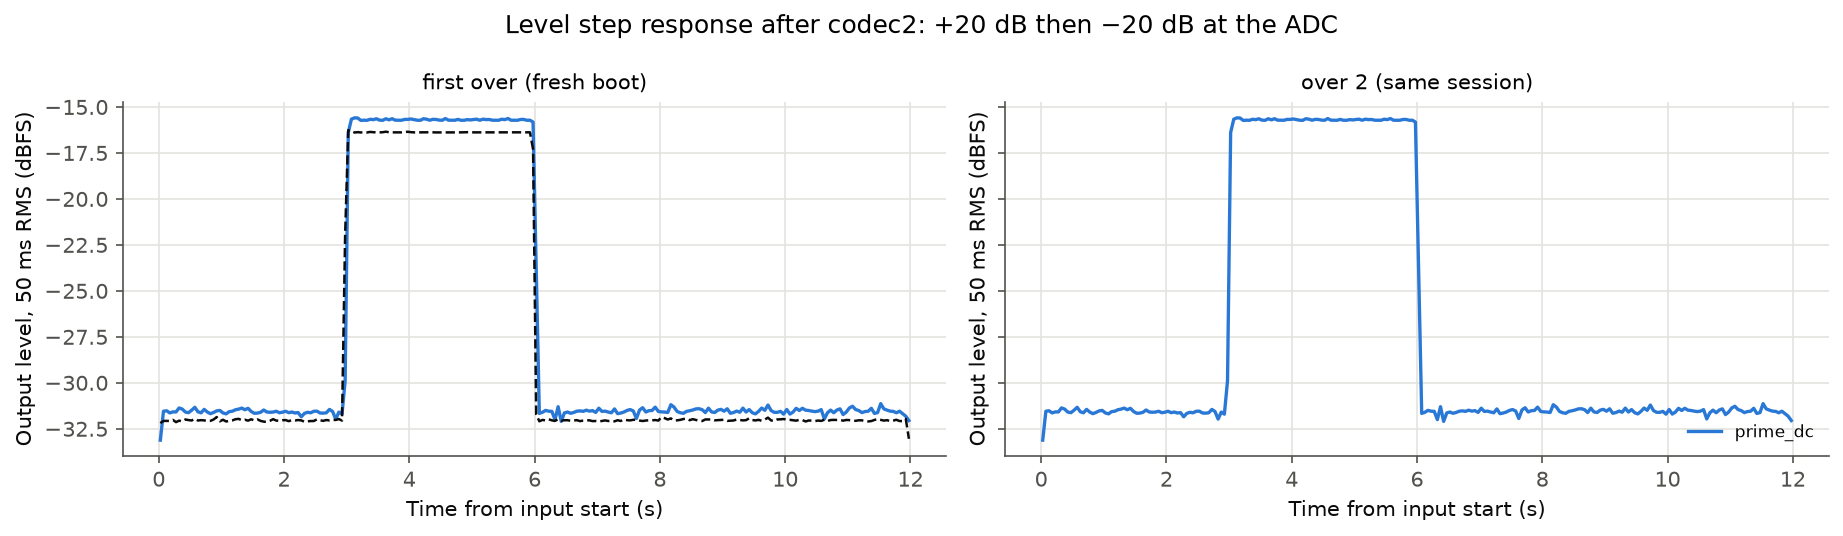 Level step response after codec2: +20 dB then −20 dB at the ADC
first over (fresh boot)
Output level, 50 ms RMS (dBFS)
−15.0
−17.5
−20.0
−22.5
−25.0
−27.5
−30.0
−32.5
0 2 4 6 8 10 12
Time from input start (s)
over 2 (same session)
Output level, 50 ms RMS (dBFS)
prime_dc
0 2 4 6 8 10 12
Time from input start (s)